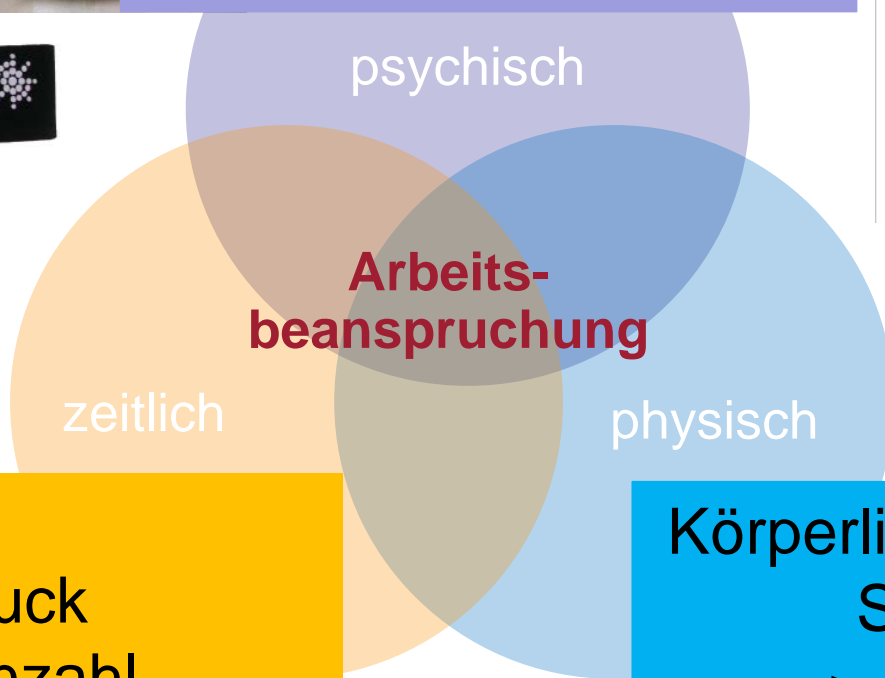 psychisch
Arbeits-
beanspruchung
zeitlich
physisch